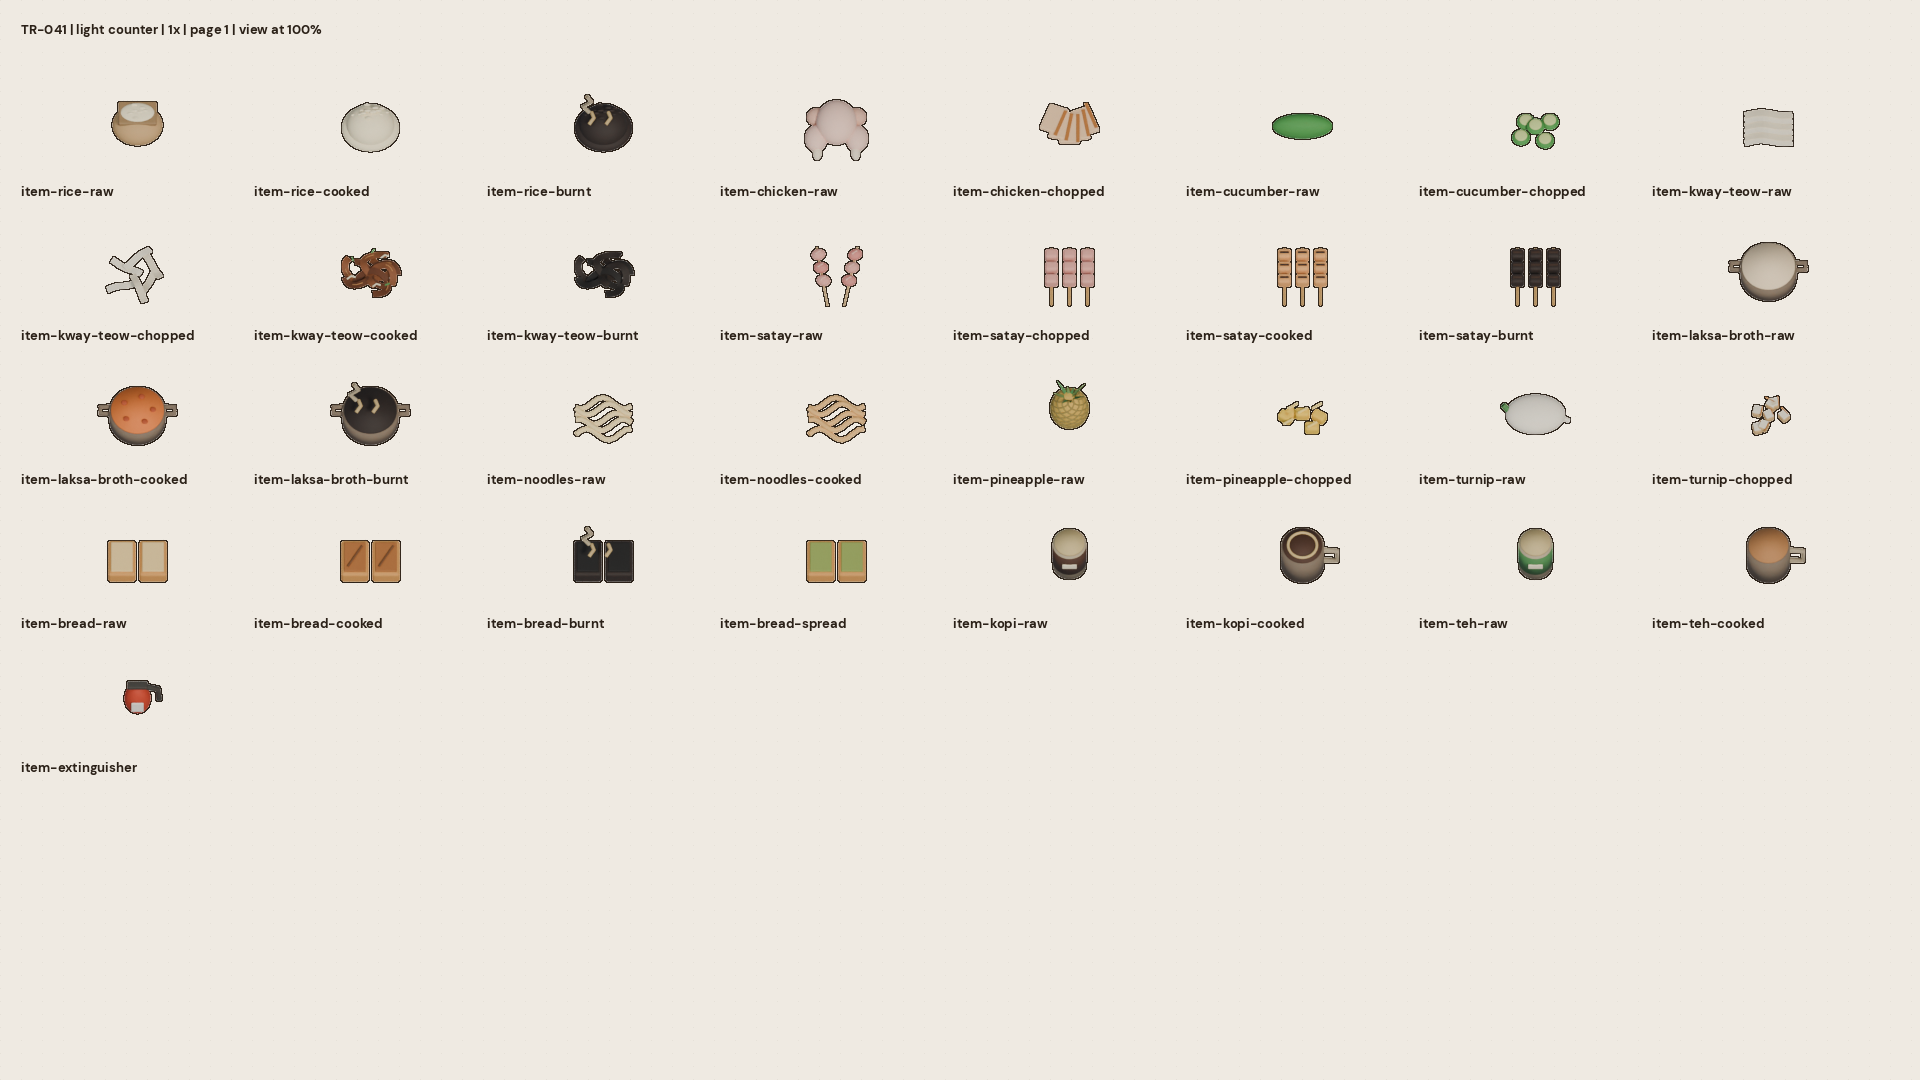 TR-041 | light counter | 1x | page 1 | view at 100%
item-rice-raw
item-rice-cooked
item-rice-burnt
item-chicken-raw
item-chicken-chopped
item-cucumber-raw
item-cucumber-chopped
item-kway-teow-raw
item-kway-teow-chopped
item-kway-teow-cooked
item-kway-teow-burnt
item-satay-raw
item-satay-chopped
item-satay-cooked
item-satay-burnt
item-laksa-broth-raw
item-laksa-broth-cooked
item-laksa-broth-burnt
item-noodles-raw
item-noodles-cooked
item-pineapple-raw
item-pineapple-chopped
item-turnip-raw
item-turnip-chopped
item-bread-raw
item-bread-cooked
item-bread-burnt
item-bread-spread
item-kopi-raw
item-kopi-cooked
item-teh-raw
item-teh-cooked
item-extinguisher